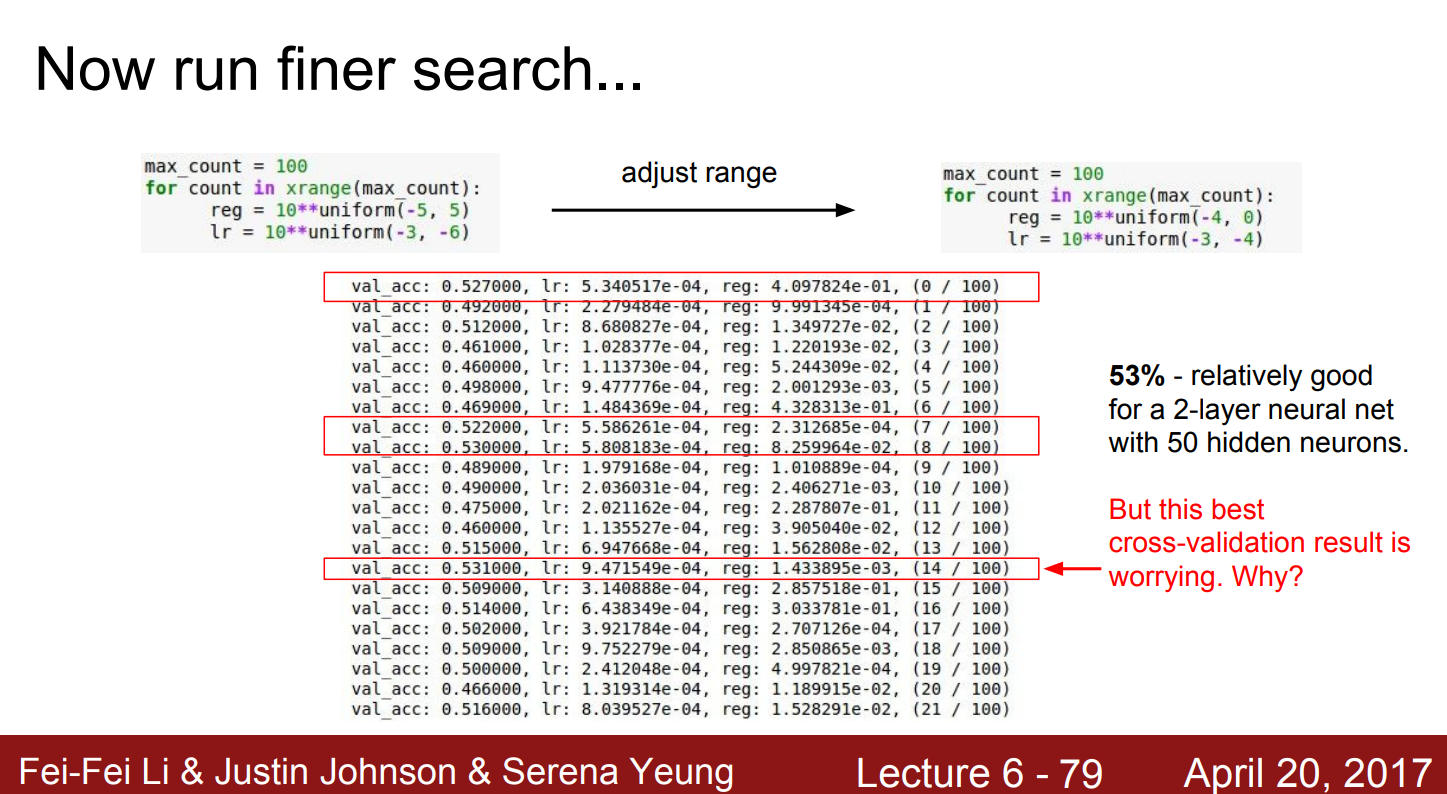 Now run finer search...
max_count = 100
for count in xrange(max_count):
reg = 10**uniform(-5, 5)
lr = 10**uniform(-3, -6)
adjust range
max_count = 100
for count in xrange(max_count):
reg = 10**uniform(-4, 0)
lr = 10**uniform(-3, -4)
val_acc: 0.527000, lr: 5.340517e-04, reg: 4.097824e-01, (0 / 100)
val_acc: 0.492000, lr: 2.279484e-04, reg: 9.991345e-04, (1 / 100)
val_acc: 0.512000, lr: 8.680827e-04, reg: 1.349727e-02, (2 / 100)
val_acc: 0.461000, lr: 1.028377e-04, reg: 1.220193e-02, (3 / 100)
val_acc: 0.460000, lr: 1.113730e-04, reg: 5.244309e-02, (4 / 100)
val_acc: 0.498000, lr: 9.477776e-04, reg: 2.001293e-03, (5 / 100)
val_acc: 0.469000, lr: 1.484369e-04, reg: 4.328313e-01, (6 / 100)
val_acc: 0.522000, lr: 5.586261e-04, reg: 2.312685e-04, (7 / 100)
val_acc: 0.530000, lr: 5.808183e-04, reg: 8.259964e-02, (8 / 100)
val_acc: 0.489000, lr: 1.979168e-04, reg: 1.010889e-04, (9 / 100)
val_acc: 0.490000, lr: 2.036031e-04, reg: 2.406271e-03, (10 / 100)
val_acc: 0.475000, lr: 2.021162e-04, reg: 2.287807e-01, (11 / 100)
val_acc: 0.460000, lr: 1.135527e-04, reg: 3.905040e-02, (12 / 100)
val_acc: 0.515000, lr: 6.947668e-04, reg: 1.562808e-02, (13 / 100)
val_acc: 0.531000, lr: 9.471549e-04, reg: 1.433895e-03, (14 / 100)
val_acc: 0.509000, lr: 3.140888e-04, reg: 2.857518e-01, (15 / 100)
val_acc: 0.514000, lr: 6.438349e-04, reg: 3.033781e-01, (16 / 100)
val_acc: 0.502000, lr: 3.921784e-04, reg: 2.707126e-04, (17 / 100)
val_acc: 0.509000, lr: 9.752279e-04, reg: 2.850865e-03, (18 / 100)
val_acc: 0.500000, lr: 2.412048e-04, reg: 4.997821e-04, (19 / 100)
val_acc: 0.466000, lr: 1.319314e-04, reg: 1.189915e-02, (20 / 100)
val_acc: 0.516000, lr: 8.039527e-04, reg: 1.528291e-02, (21 / 100)
53% - relatively good
for a 2-layer neural net
with 50 hidden neurons.
But this best
cross-validation result is
worrying. Why?
Fei-Fei Li & Justin Johnson & Serena Yeung
Lecture 6 - 79
April 20, 2017